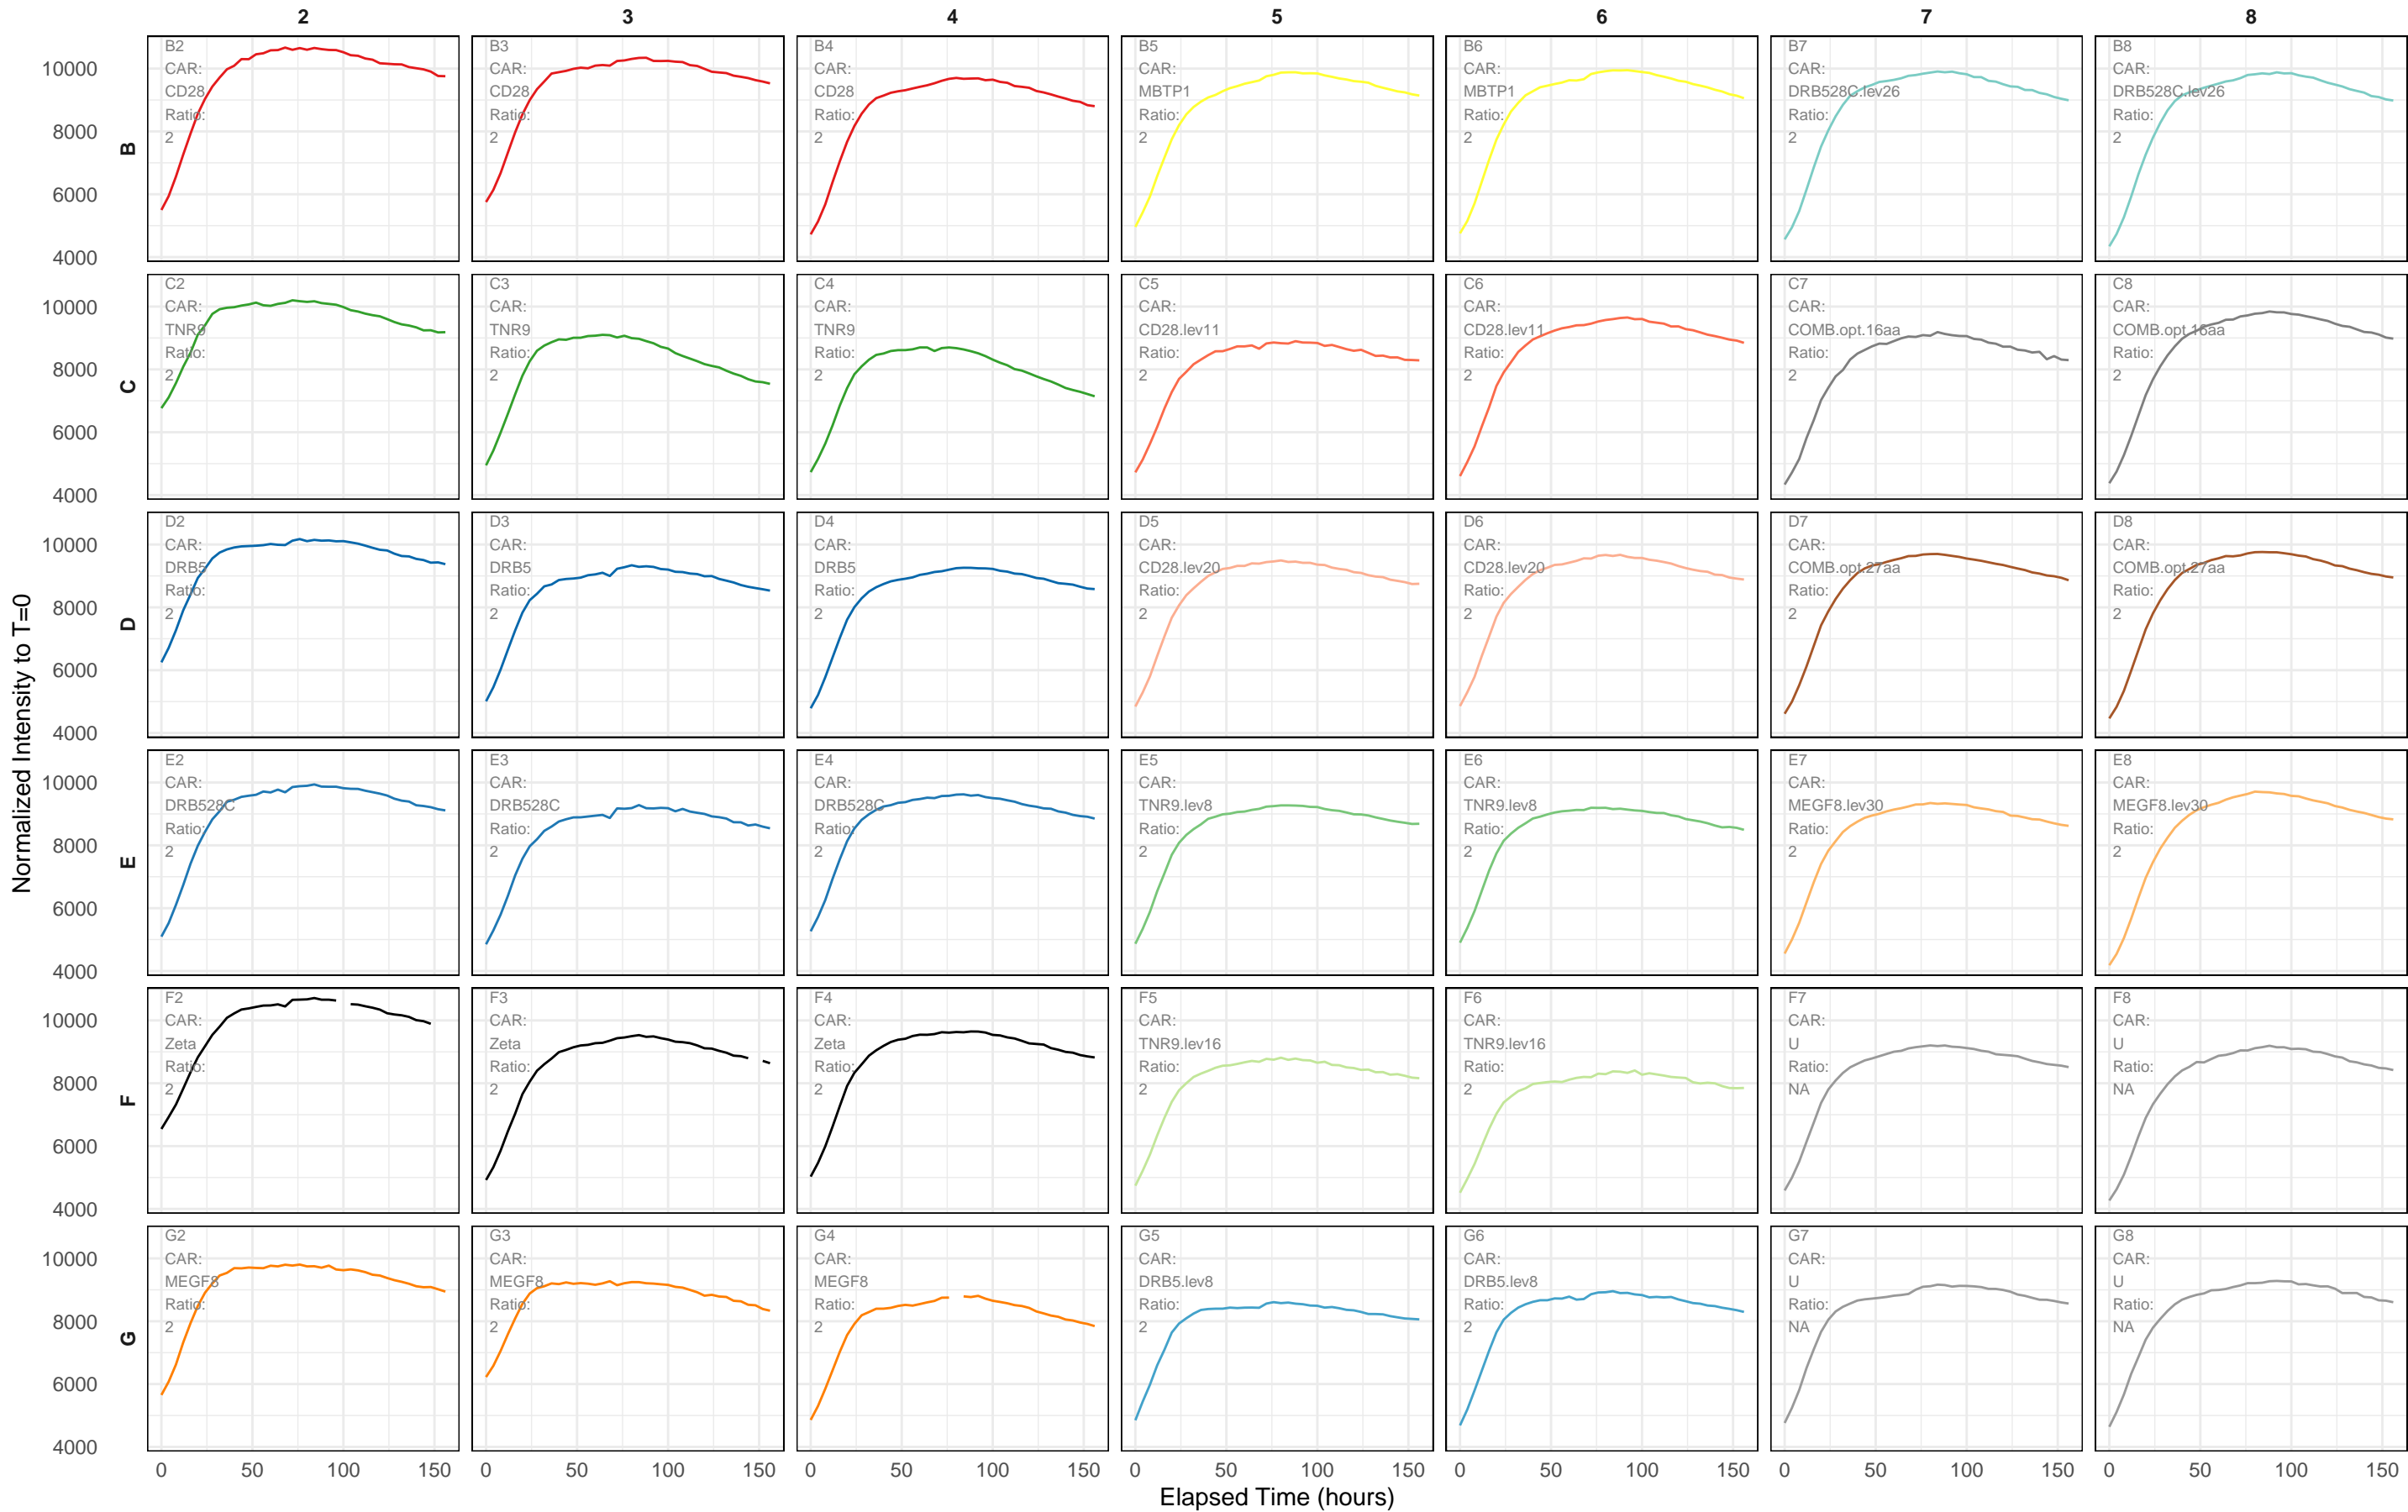 2 3 4 5 6 7 8
Normalized Intensity to T=0
B
10000
8000
6000
4000
B2
CAR:
CD28
Ratio:
2
B3
CAR:
CD28
Ratio:
2
B4
CAR:
CD28
Ratio:
2
B5
CAR:
MBTP1
Ratio:
2
B6
CAR:
MBTP1
Ratio:
2
B7
CAR:
DRB528C.lev26
Ratio:
2
B8
CAR:
DRB528C.lev26
Ratio:
2
C
10000
8000
6000
4000
C2
CAR:
TNR9
Ratio:
2
C3
CAR:
TNR9
Ratio:
2
C4
CAR:
TNR9
Ratio:
2
C5
CAR:
CD28.lev11
Ratio:
2
C6
CAR:
CD28.lev11
Ratio:
2
C7
CAR:
COMB.opt.16aa
Ratio:
2
C8
CAR:
COMB.opt.16aa
Ratio:
2
D
10000
8000
6000
4000
D2
CAR:
DRB5
Ratio:
2
D3
CAR:
DRB5
Ratio:
2
D4
CAR:
DRB5
Ratio:
2
D5
CAR:
CD28.lev20
Ratio:
2
D6
CAR:
CD28.lev20
Ratio:
2
D7
CAR:
COMB.opt.27aa
Ratio:
2
D8
CAR:
COMB.opt.27aa
Ratio:
2
E
10000
8000
6000
4000
E2
CAR:
DRB528C
Ratio:
2
E3
CAR:
DRB528C
Ratio:
2
E4
CAR:
DRB528C
Ratio:
2
E5
CAR:
TNR9.lev8
Ratio:
2
E6
CAR:
TNR9.lev8
Ratio:
2
E7
CAR:
MEGF8.lev30
Ratio:
2
E8
CAR:
MEGF8.lev30
Ratio:
2
F
10000
8000
6000
4000
F2
CAR:
Zeta
Ratio:
2
F3
CAR:
Zeta
Ratio:
2
F4
CAR:
Zeta
Ratio:
2
F5
CAR:
TNR9.lev16
Ratio:
2
F6
CAR:
TNR9.lev16
Ratio:
2
F7
CAR:
U
Ratio:
NA
F8
CAR:
U
Ratio:
NA
G
10000
8000
6000
4000
G2
CAR:
MEGF8
Ratio:
2
G3
CAR:
MEGF8
Ratio:
2
G4
CAR:
MEGF8
Ratio:
2
G5
CAR:
DRB5.lev8
Ratio:
2
G6
CAR:
DRB5.lev8
Ratio:
2
G7
CAR:
U
Ratio:
NA
G8
CAR:
U
Ratio:
NA
0 50 100 150 0 50 100 150 0 50 100 150 0 50 100 150 0 50 100 150 0 50 100 150 0 50 100 150
Elapsed Time (hours)